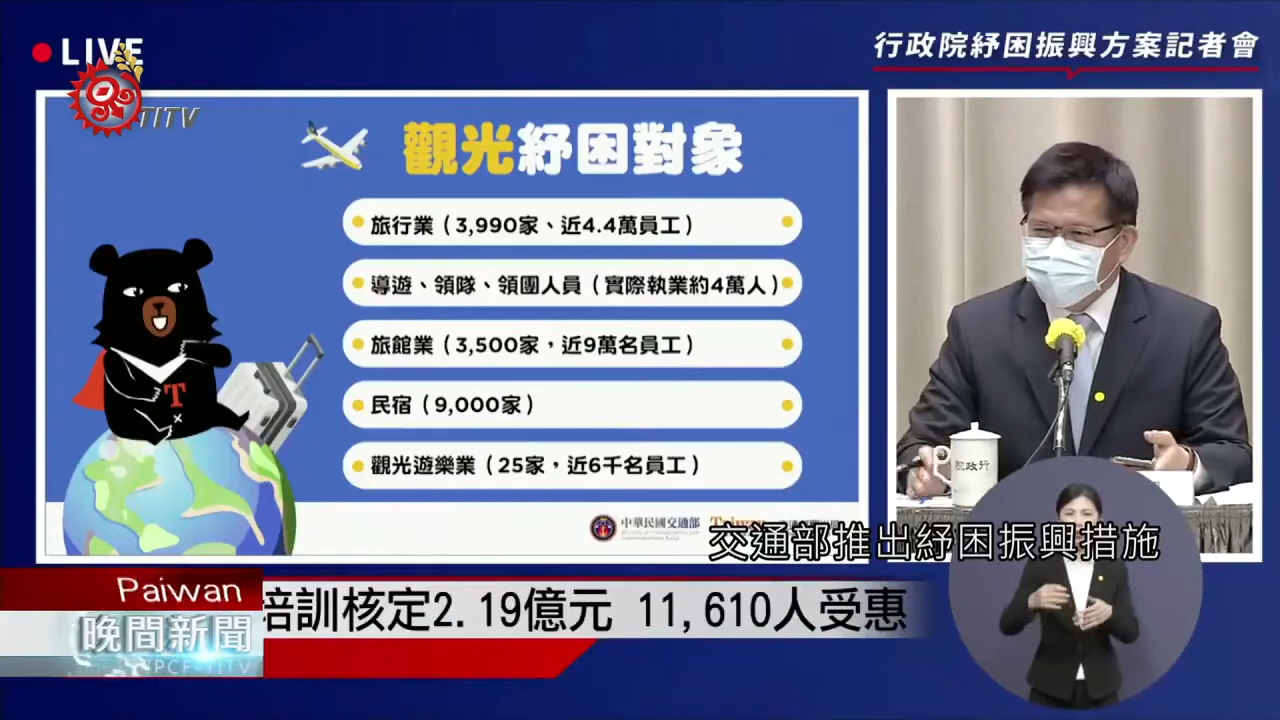 LIVE
TITV
行政院紓困振興方案記者會
觀光紓困對象
旅行業（3,990家、近4.4萬員工）
導遊、領隊、領團人員（實際執業約4萬人）
旅館業（3,500家，近9萬名員工）
民宿（9,000家）
觀光遊樂業（25家，近6千名員工）
T
院政行
中華民國交通部
交通部推出紓困振興措施
Paiwan
培訓核定2.19億元 11,610人受惠
晚間新聞
IPCF-TITV